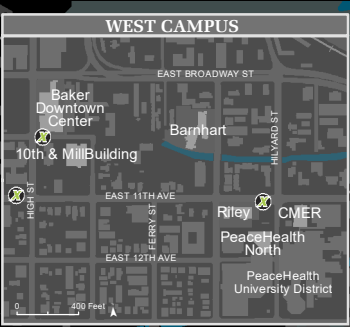 WEST CAMPUS
EAST BROADWAY ST
Baker
Downtown
Center
Barnhart
HILYARD ST
10th & MillBuilding
HIGH ST
EAST 11TH AVE
FERRY ST
Riley
CMER
PeaceHealth
North
EAST 12TH AVE
PeaceHealth
University District
0 400 Feet